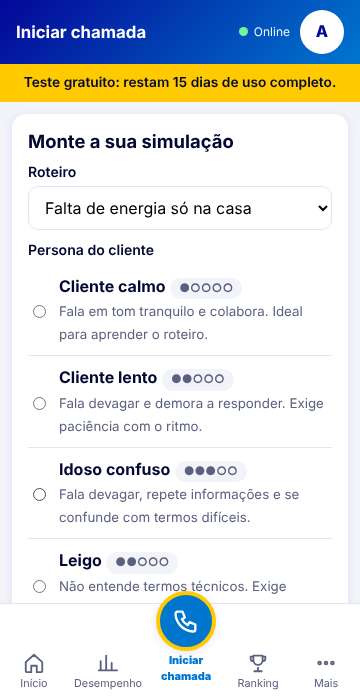 Iniciar chamada
Online
A
Teste gratuito: restam 15 dias de uso completo.
Monte a sua simulação
Roteiro
Falta de energia só na casa
Persona do cliente
Cliente calmo ●○○○○
Fala em tom tranquilo e colabora. Ideal
para aprender o roteiro.
Cliente lento ●●○○○
Fala devagar e demora a responder. Exige
paciência com o ritmo.
Idoso confuso ●●●○○
Fala devagar, repete informações e se
confunde com termos difíceis.
Leigo ●●○○○
Não entende termos técnicos. Exige
Início
Desempenho
Iniciar
chamada
Ranking
Mais